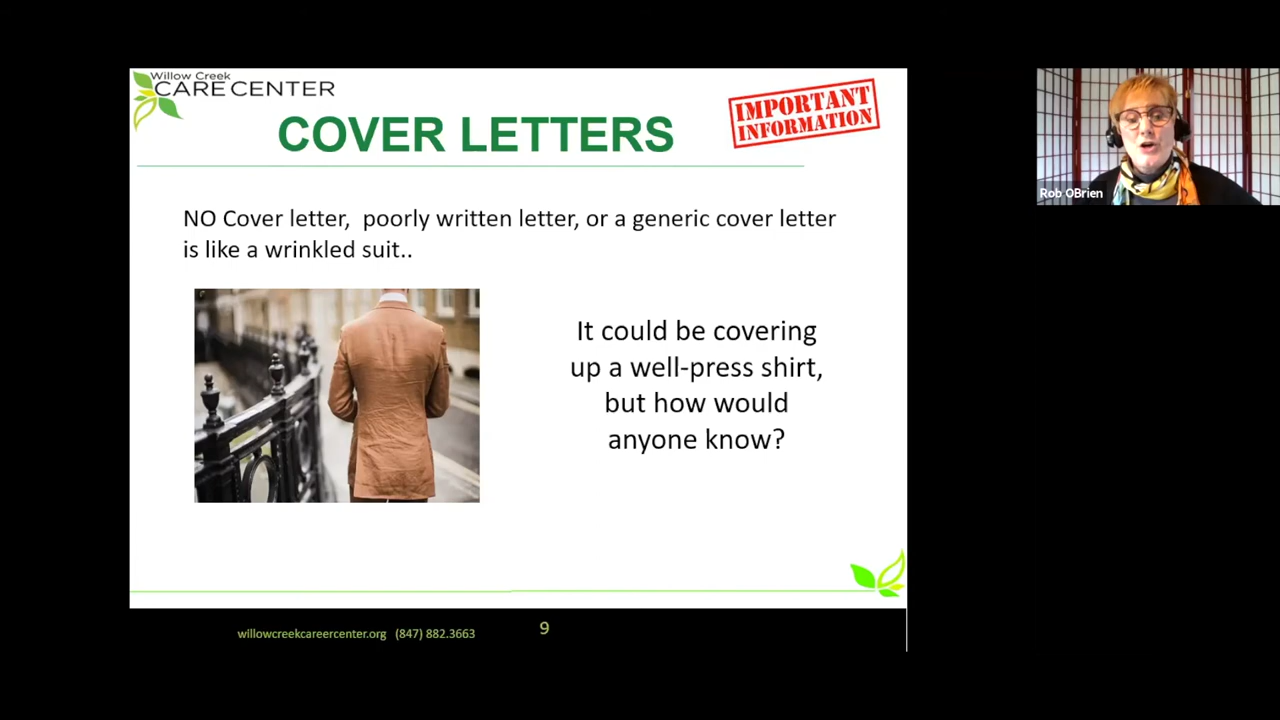 Willow Creek
CARE CENTER
IMPORTANT
INFORMATION
COVER LETTERS
NO Cover letter,  poorly written letter, or a generic cover letter
is like a wrinkled suit..
It could be covering
up a well-press shirt,
but how would
anyone know?
willowcreekcareercenter.org (847) 882.3663
9
Rob OBrien